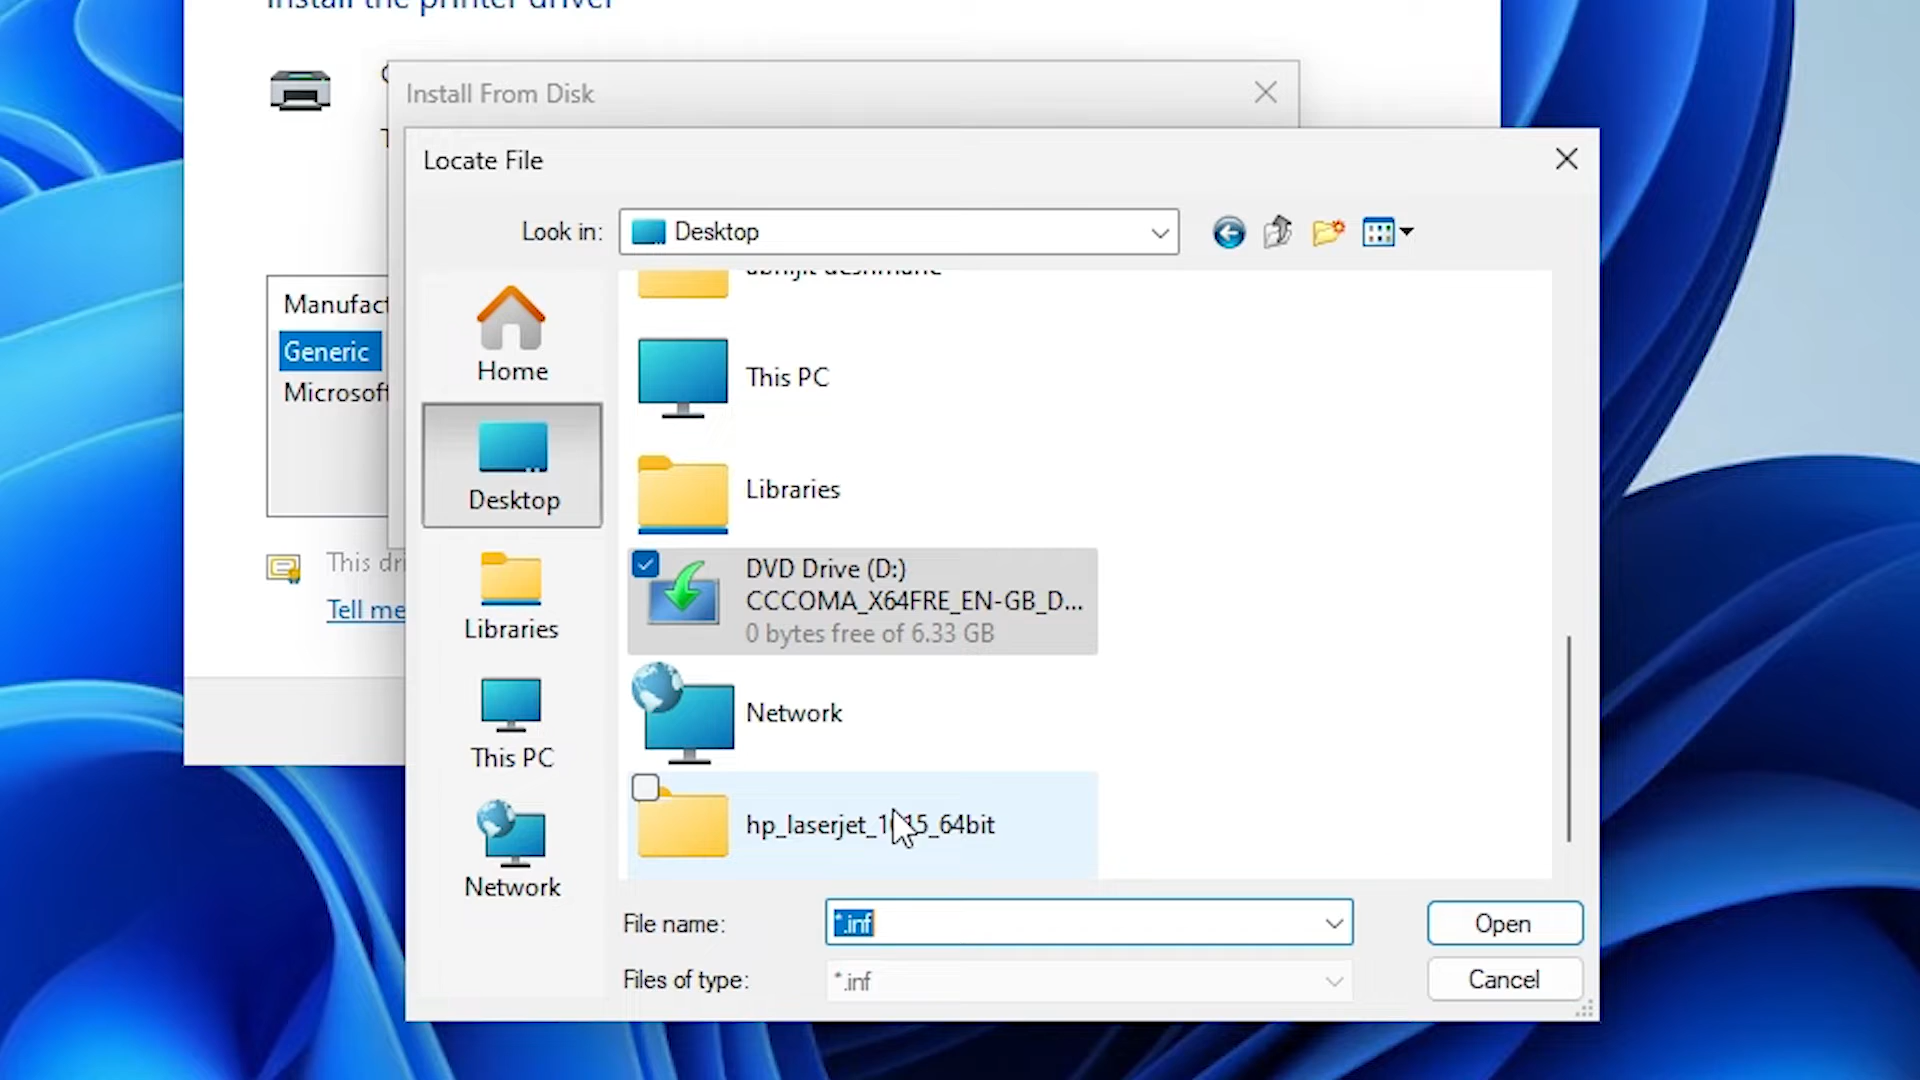 Install the printer driver
Install From Disk
Locate File
Look in:
Desktop
Manufact
Generic
Microsoft
This dri
Tell me
Home
Desktop
Libraries
This PC
Network
abhijit deshmane
This PC
Libraries
DVD Drive (D:)
CCCOMA_X64FRE_EN-GB_D...
0 bytes free of 6.33 GB
Network
hp_laserjet_1015_64bit
File name:
*.inf
Open
Files of type:
*.inf
Cancel